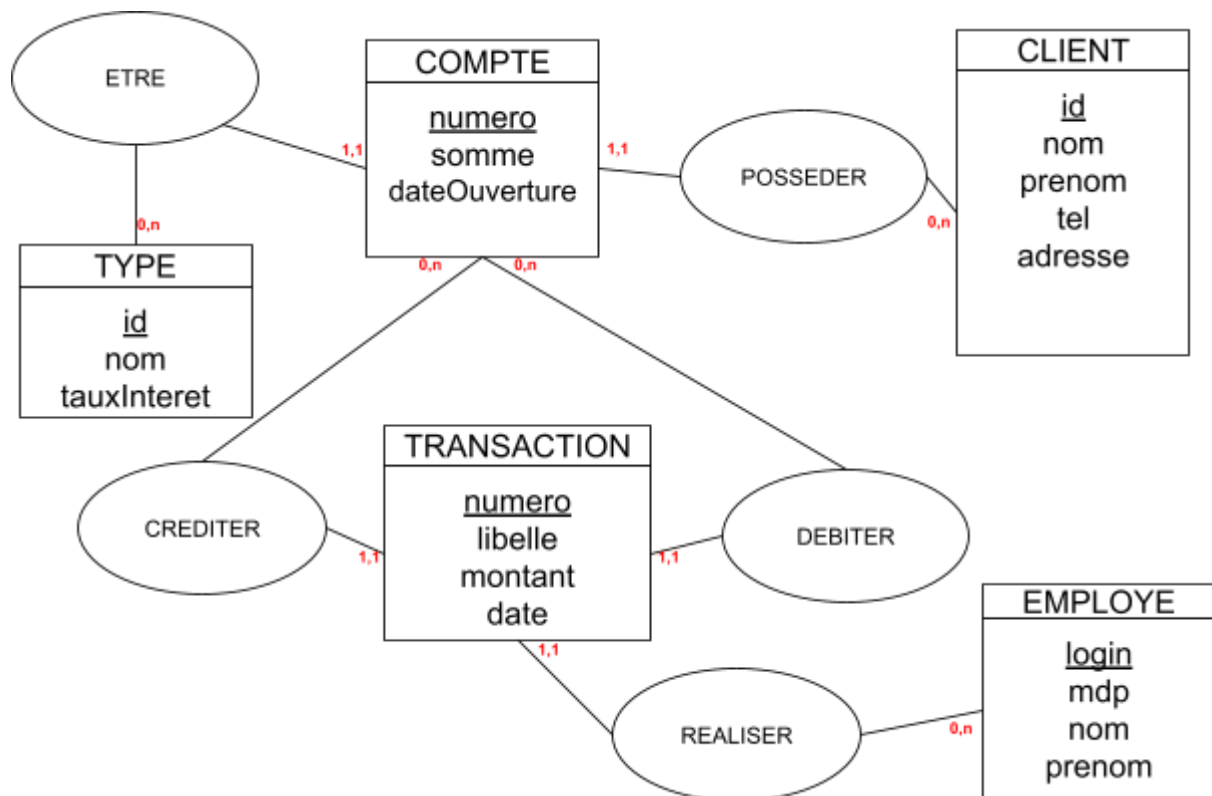 ETRE
COMPTE
numero
somme
dateOuverture
1,1
1,1
0,n
0,n
POSSEDER
0,n
CLIENT
id
nom
prenom
tel
adresse
0,n
TYPE
id
nom
tauxInteret
CREDITER
1,1
TRANSACTION
numero
libelle
montant
date
1,1
1,1
DEBITER
REALISER
0,n
EMPLOYE
login
mdp
nom
prenom